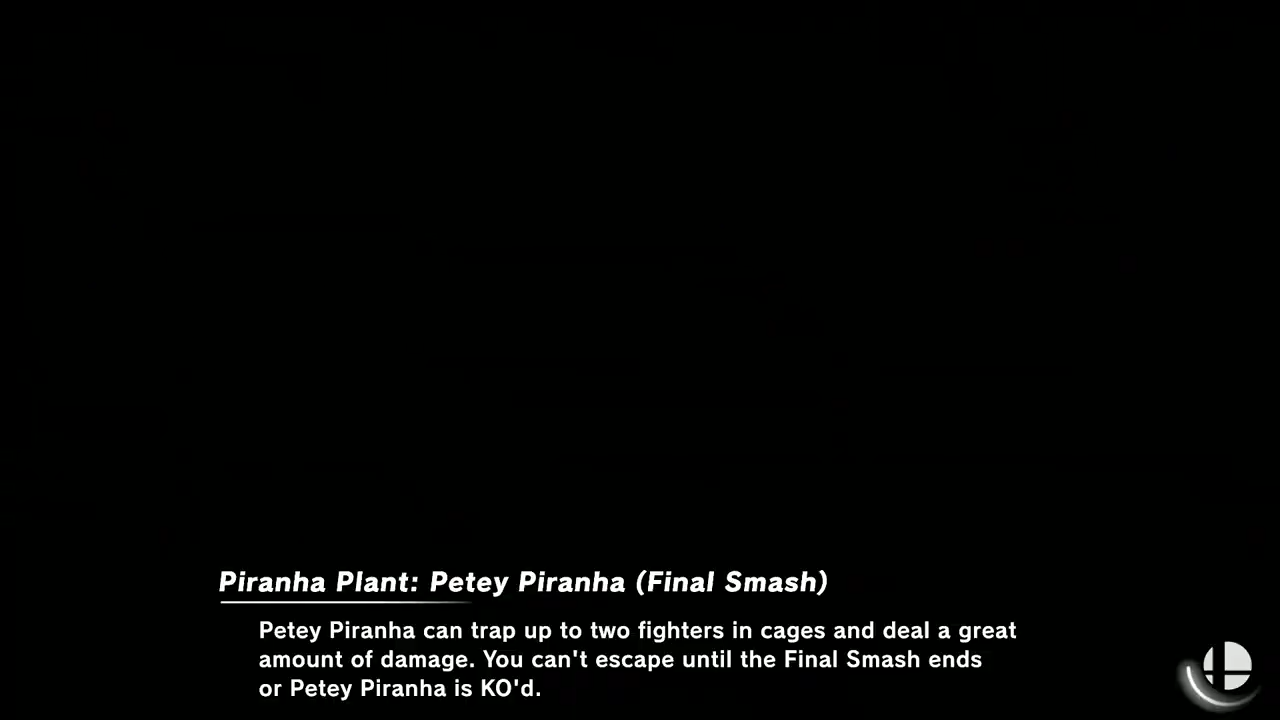 Piranha Plant: Petey Piranha (Final Smash)
Petey Piranha can trap up to two fighters in cages and deal a great
amount of damage. You can't escape until the Final Smash ends
or Petey Piranha is KO'd.